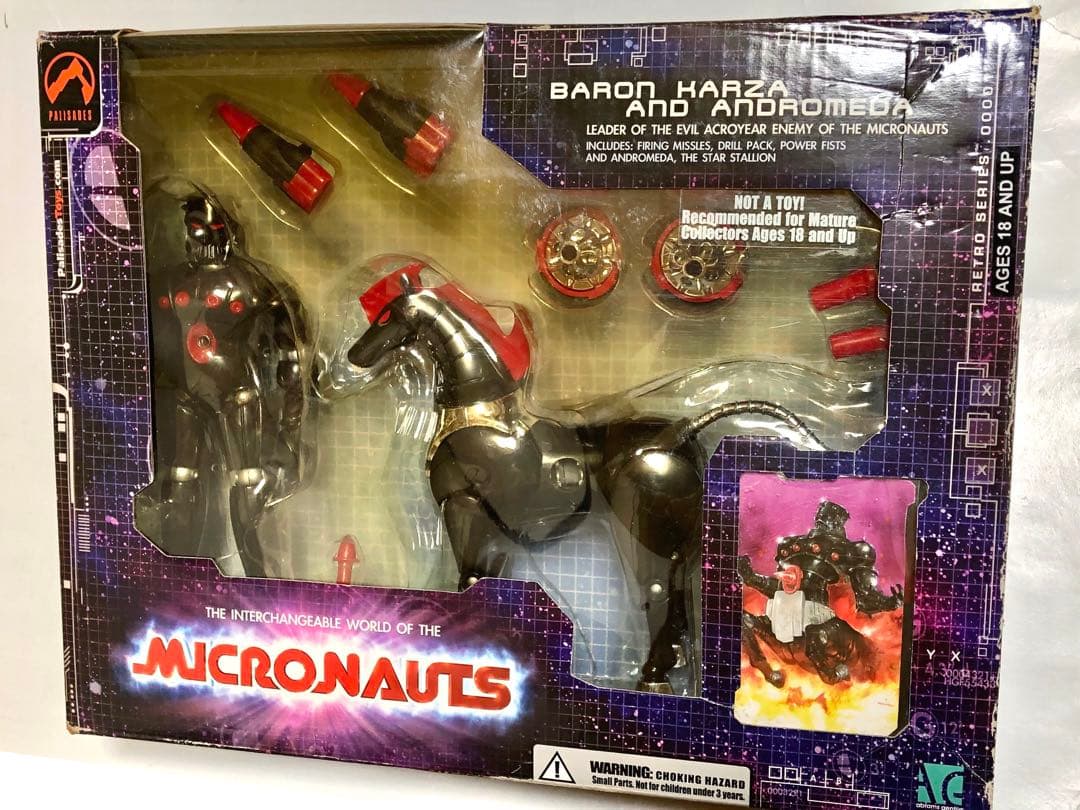 PALISADES
PalisadesToys.com
BARON KARZA
AND ANDROMEDA
LEADER OF THE EVIL ACROYEAR ENEMY OF THE MICRONAUTS
INCLUDES: FIRING MISSLES, DRILL PACK, POWER FISTS
AND ANDROMEDA, THE STAR STALLION
NOT A TOY!
Recommended for Mature
Collectors Ages 18 and Up
RETRO SERIES:.0000
AGES 18 AND UP
X
X
THE INTERCHANGEABLE WORLD OF THE
MICRONAUTS
Y X
WARNING: CHOKING HAZARD
Small Parts. Not for children under 3 years.
AG
abrams gentile